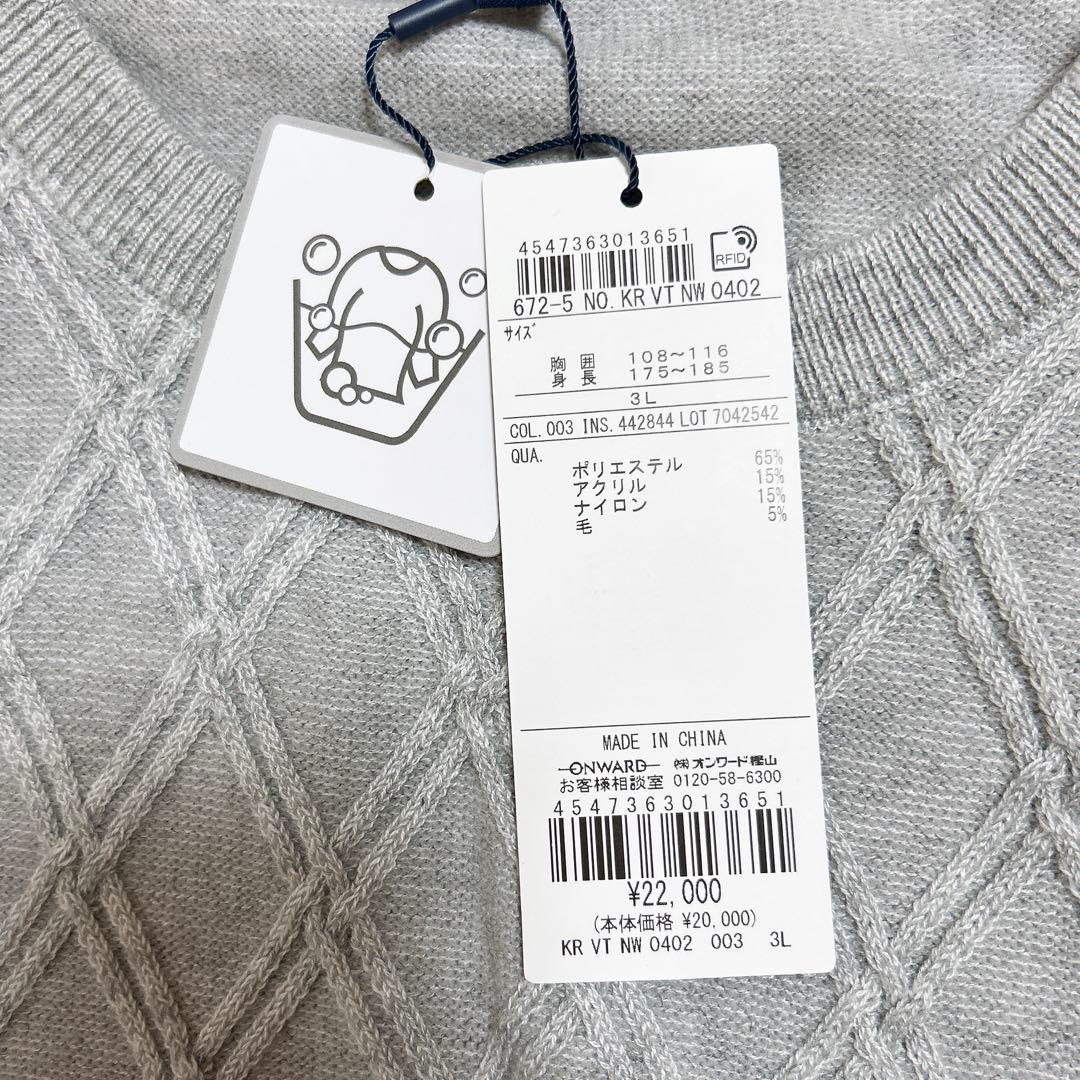 4547363013651
RFID
672-5 NO. KR VT NW 0402
サイズ
胸囲 108~116
身長 175~185
3L
COL. 003 INS. 442844 LOT 7042542
QUA.
ポリエステル 65%
アクリル 15%
ナイロン 15%
毛 5%
MADE IN CHINA
ONWARD ㈱オンワード樫山
お客様相談室 0120-58-6300
4547363013651
¥22,000
(本体価格 ¥20,000)
KR VT NW 0402 003 3L